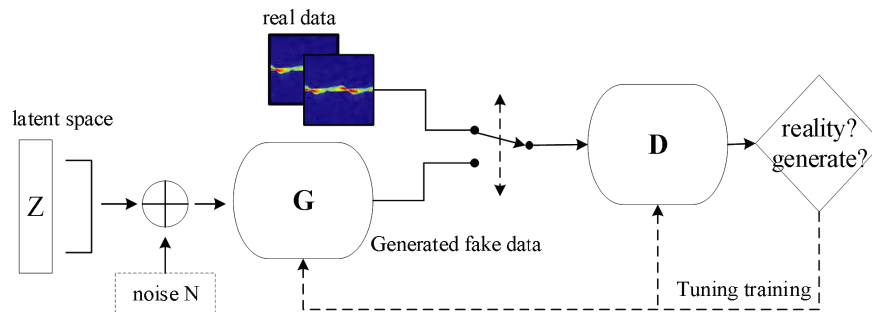 real data
latent space
Z
noise N
G
Generated fake data
D
reality?
generate?
Tuning training